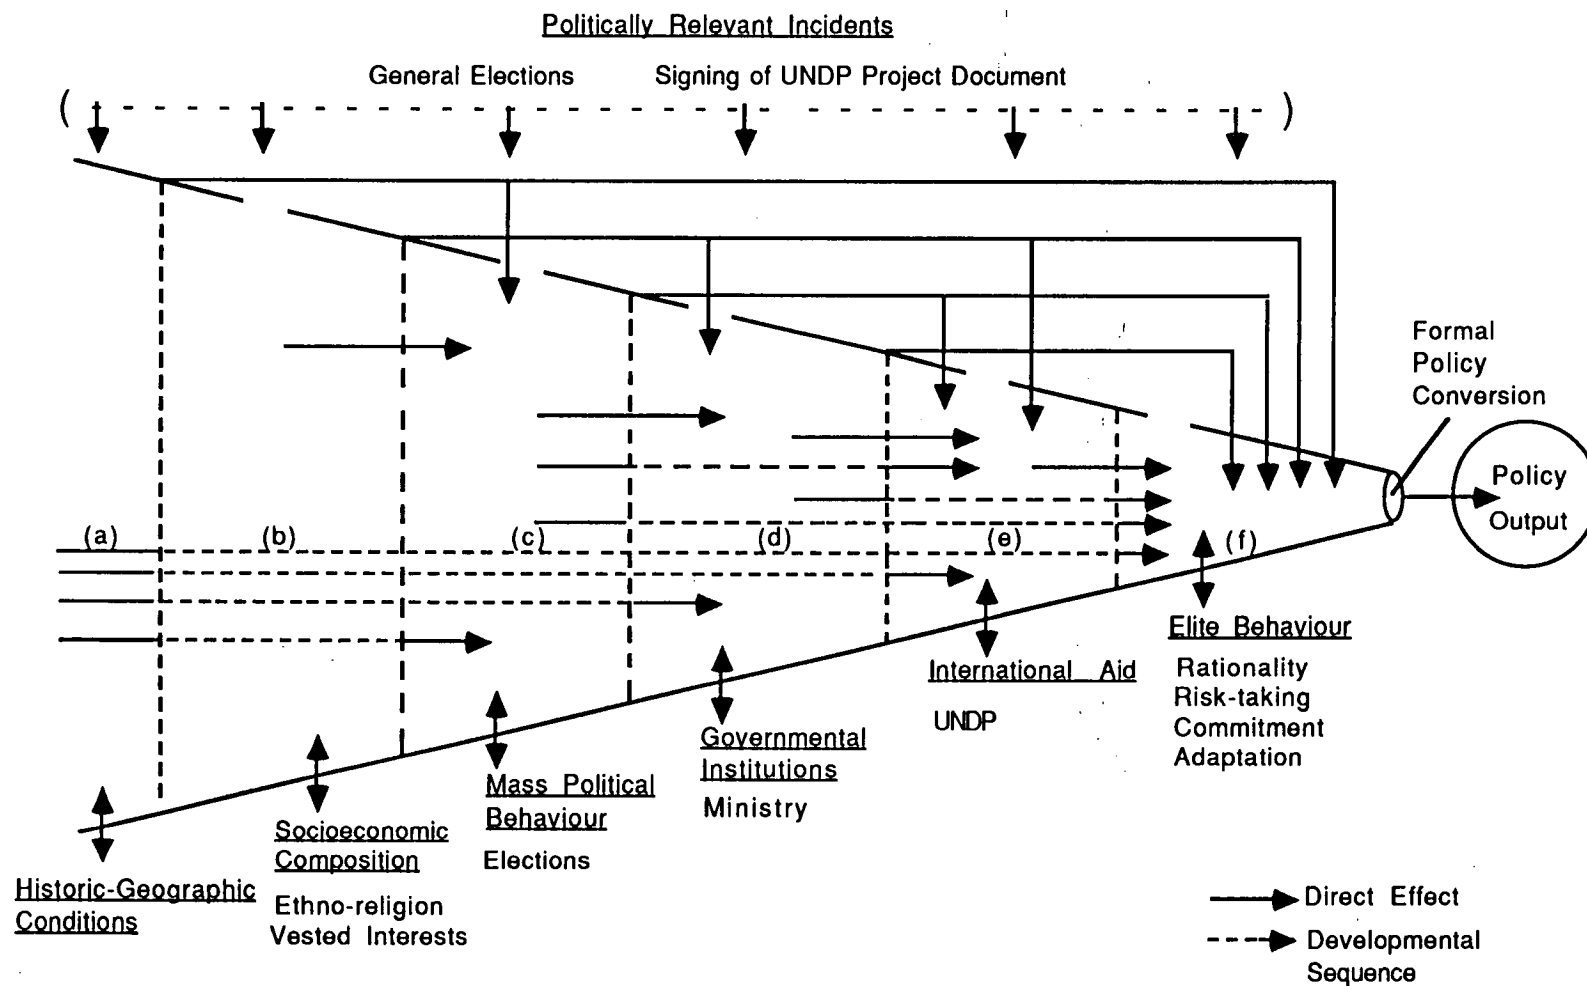 Politically Relevant Incidents
General Elections
Signing of UNDP Project Document
Formal
Policy
Conversion
Policy
Output
(a)
(b)
(c)
(d)
(e)
(f)
Historic-Geographic
Conditions
Socioeconomic
Composition
Ethno-religion
Vested Interests
Mass Political
Behaviour
Elections
Governmental
Institutions
Ministry
International Aid
UNDP
Elite Behaviour
Rationality
Risk-taking
Commitment
Adaptation
Direct Effect
Developmental
Sequence